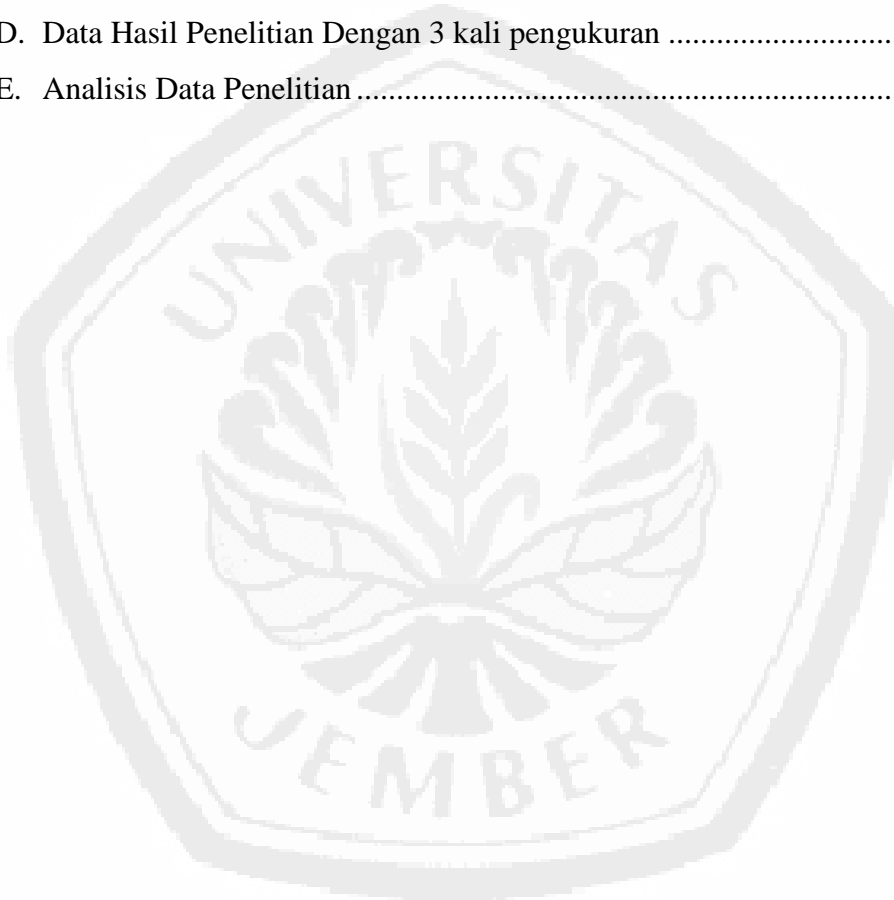 D. Data Hasil Penelitian Dengan 3 kali pengukuran ............................
E. Analisis Data Penelitian ...................................................................
UNIVERSITAS
JEMBER